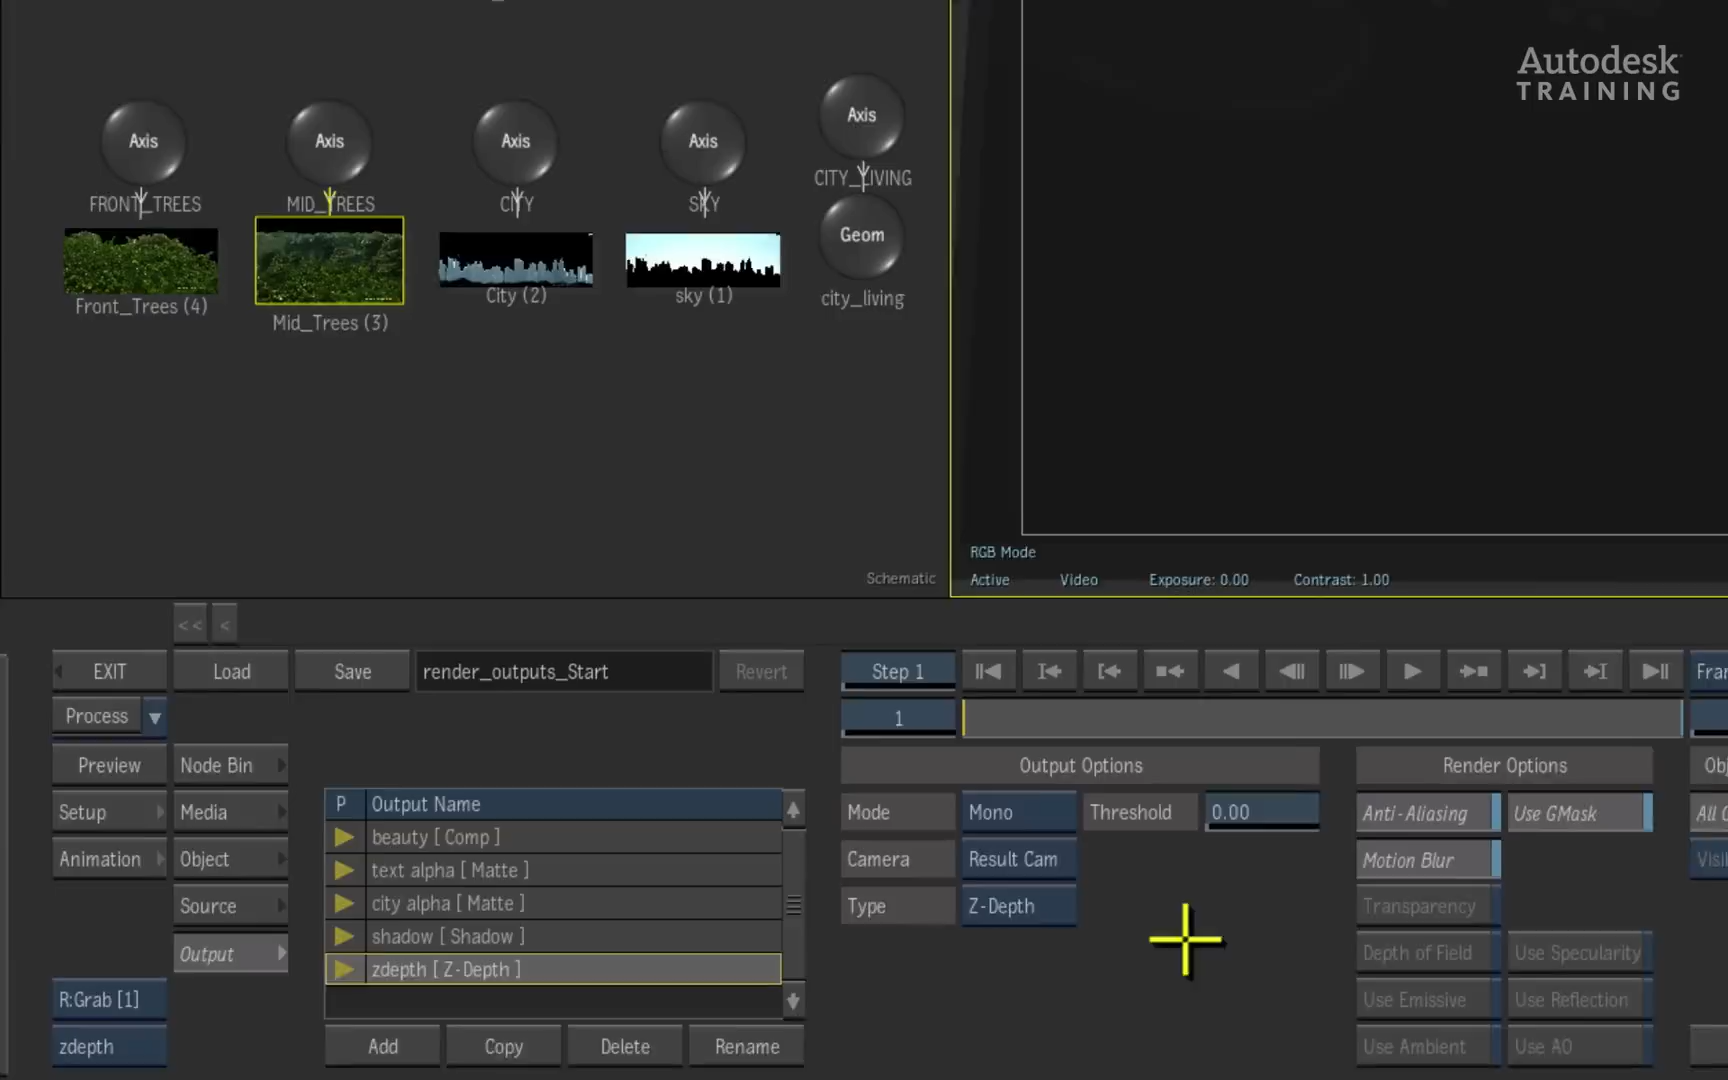 Autodesk
TRAINING
Axis
Axis
Axis
Axis
Axis
FRONT_TREES
MID_TREES
CITY
SKY
CITY_LIVING
Geom
Front_Trees (4)
Mid_Trees (3)
City (2)
sky (1)
city_living
Schematic
RGB Mode
Active Video Exposure: 0.00 Contrast: 1.00
<< <
EXIT Load Save render_outputs_Start Revert
Step 1
Process
1
Preview Node Bin
Output Options Render Options
Setup Media
P Output Name
Mode Mono Threshold 0.00
Anti-Aliasing Use GMask
beauty [ Comp ]
Animation Object
Camera Result Cam
Motion Blur
text alpha [ Matte ]
Source
city alpha [ Matte ]
Type Z-Depth
Transparency
shadow [ Shadow ]
Output
Depth of Field Use Specularity
zdepth [ Z-Depth ]
R:Grab [1]
Use Emissive Use Reflection
zdepth
Add Copy Delete Rename
Use Ambient Use AO